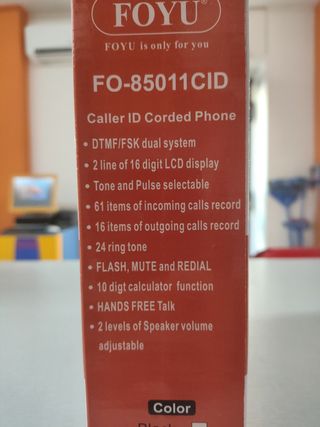 FOYU®
FOYU is only for you
FO-85011CID
Caller ID Corded Phone
• DTMF/FSK dual system
• 2 line of 16 digit LCD display
• Tone and Pulse selectable
• 61 items of incoming calls record
• 16 items of outgoing calls record
• 24 ring tone
• FLASH, MUTE and REDIAL
• 10 digt calculator function
• HANDS FREE Talk
• 2 levels of Speaker volume
adjustable
Color